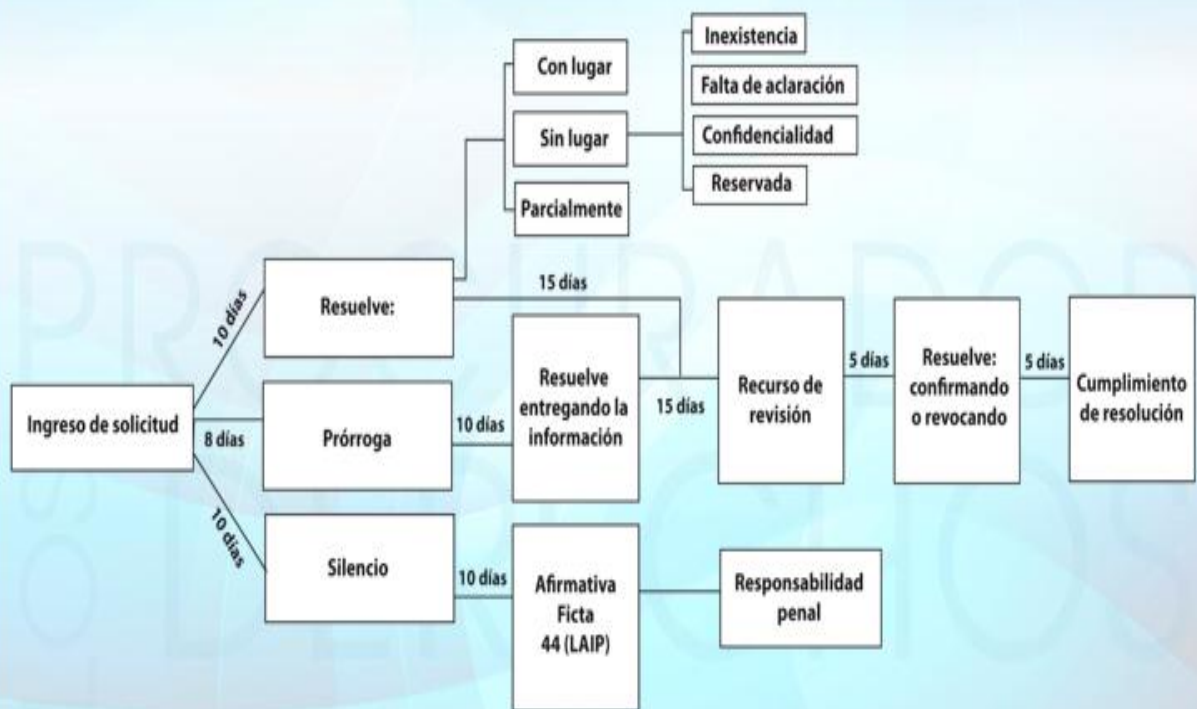 Inexistencia
Con lugar
Falta de aclaración
Sin lugar
Confidencialidad
Reservada
Parcialmente
10 días
Resuelve:
15 días
Ingreso de solicitud
8 días
Prórroga
10 días
Resuelve
entregando la
información
15 días
Recurso de
revisión
5 días
Resuelve:
confirmando
o revocando
5 días
Cumplimiento
de resolución
10 días
Silencio
10 días
Afirmativa
Ficta
44 (LAIP)
Responsabilidad
penal